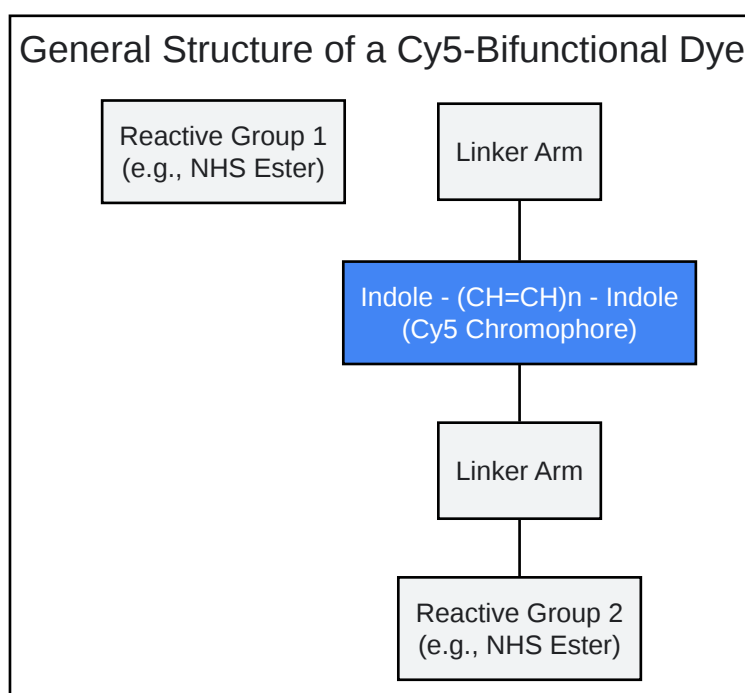 General Structure of a Cy5-Bifunctional Dye
Reactive Group 1
(e.g., NHS Ester)
Linker Arm
Indole - (CH=CH)n - Indole
(Cy5 Chromophore)
Linker Arm
Reactive Group 2
(e.g., NHS Ester)